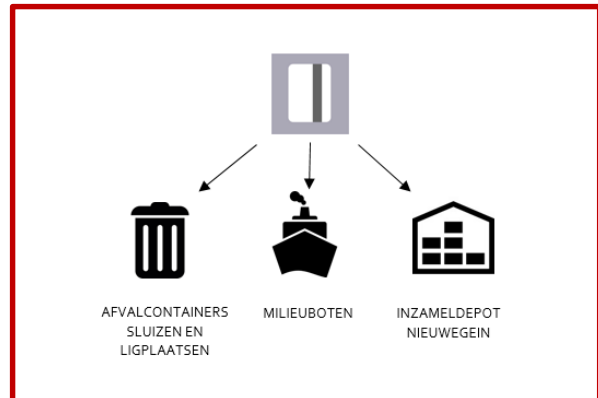 AFVALCONTAINERS
SLUIZEN EN
LIGPLAATSEN
MILIEUBOTEN
INZAMELDEPOT
NIEUWEGEIN